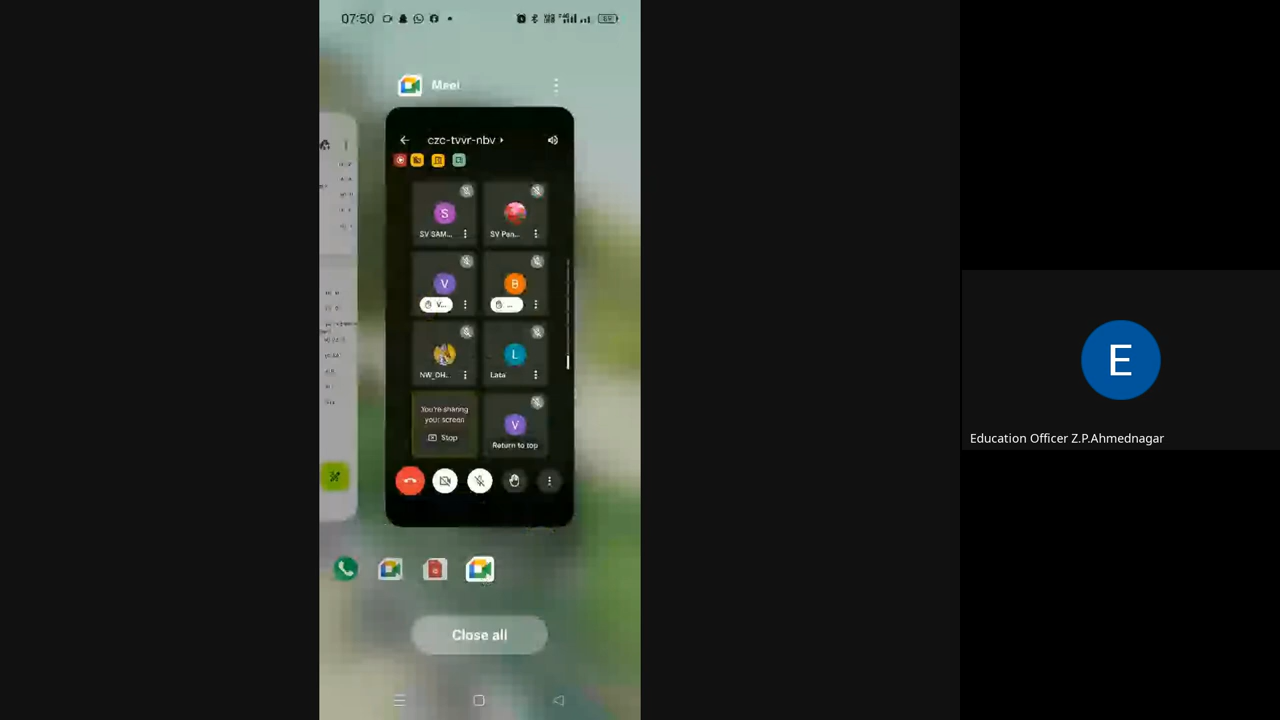 07:50
Meet
czc-tvvr-nbv
S
SV SAM...
SV Pan...
V
V...
B
...
NW_DH...
L
Lata
You're sharing
your screen
Stop
V
Return to top
Close all
E
Education Officer Z.P.Ahmednagar